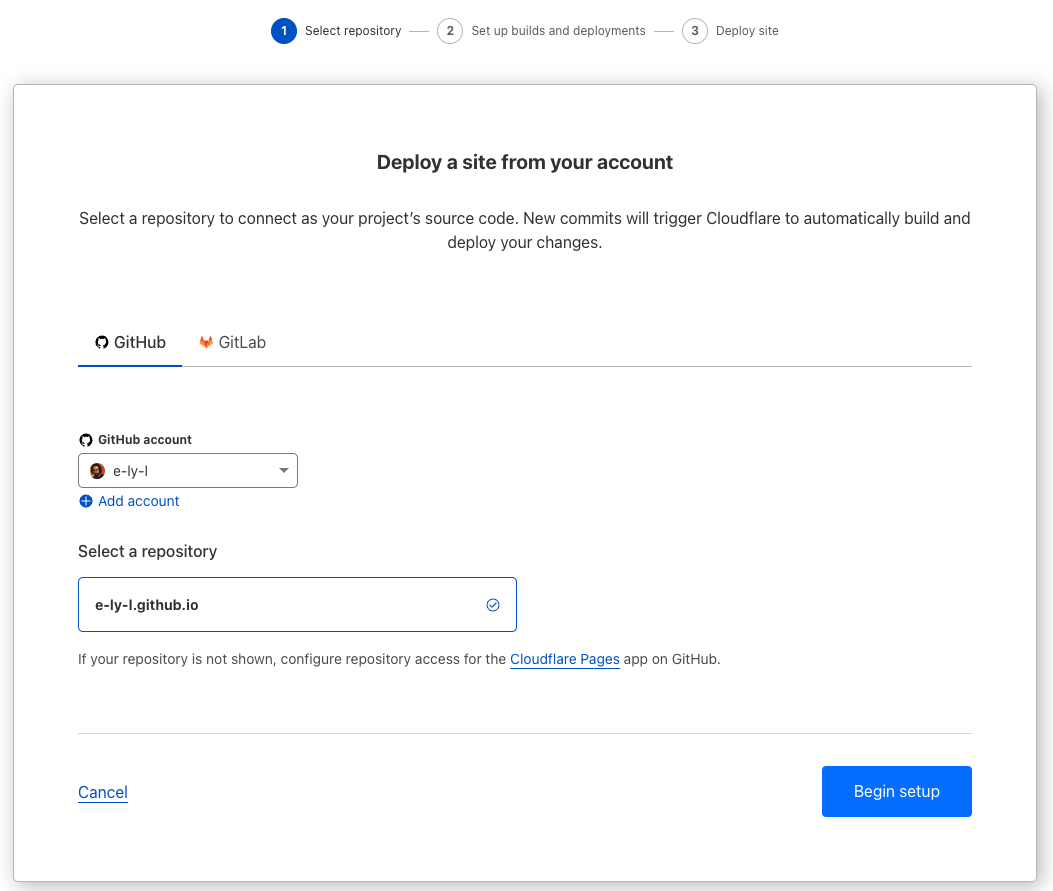 1 Select repository 2 Set up builds and deployments 3 Deploy site
Deploy a site from your account
Select a repository to connect as your project's source code. New commits will trigger Cloudflare to automatically build and
deploy your changes.
GitHub GitLab
GitHub account
e-ly-l
Add account
Select a repository
e-ly-l.github.io
If your repository is not shown, configure repository access for the Cloudflare Pages app on GitHub.
Cancel Begin setup